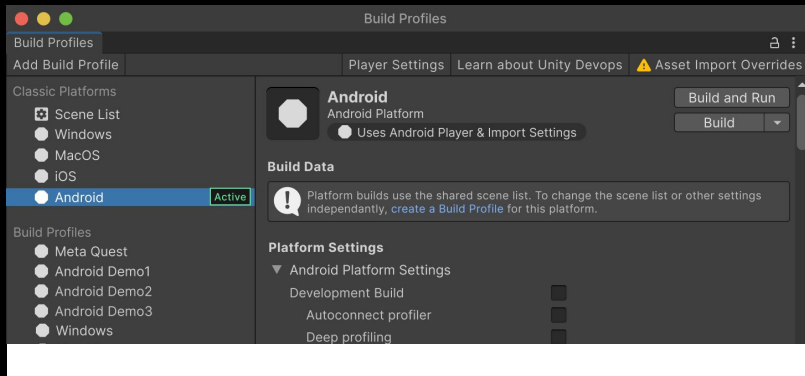 Build Profiles
Build Profiles
Add Build Profile Player Settings Learn about Unity Devops Asset Import Overrides
Classic Platforms
Scene List
Windows
MacOS
iOS
Android Active
Build Profiles
Meta Quest
Android Demo1
Android Demo2
Android Demo3
Windows
Android
Android Platform
Uses Android Player & Import Settings
Build and Run
Build
Build Data
Platform builds use the shared scene list. To change the scene list or other settings
independantly, create a Build Profile for this platform.
Platform Settings
Android Platform Settings
Development Build
Autoconnect profiler
Deep profiling